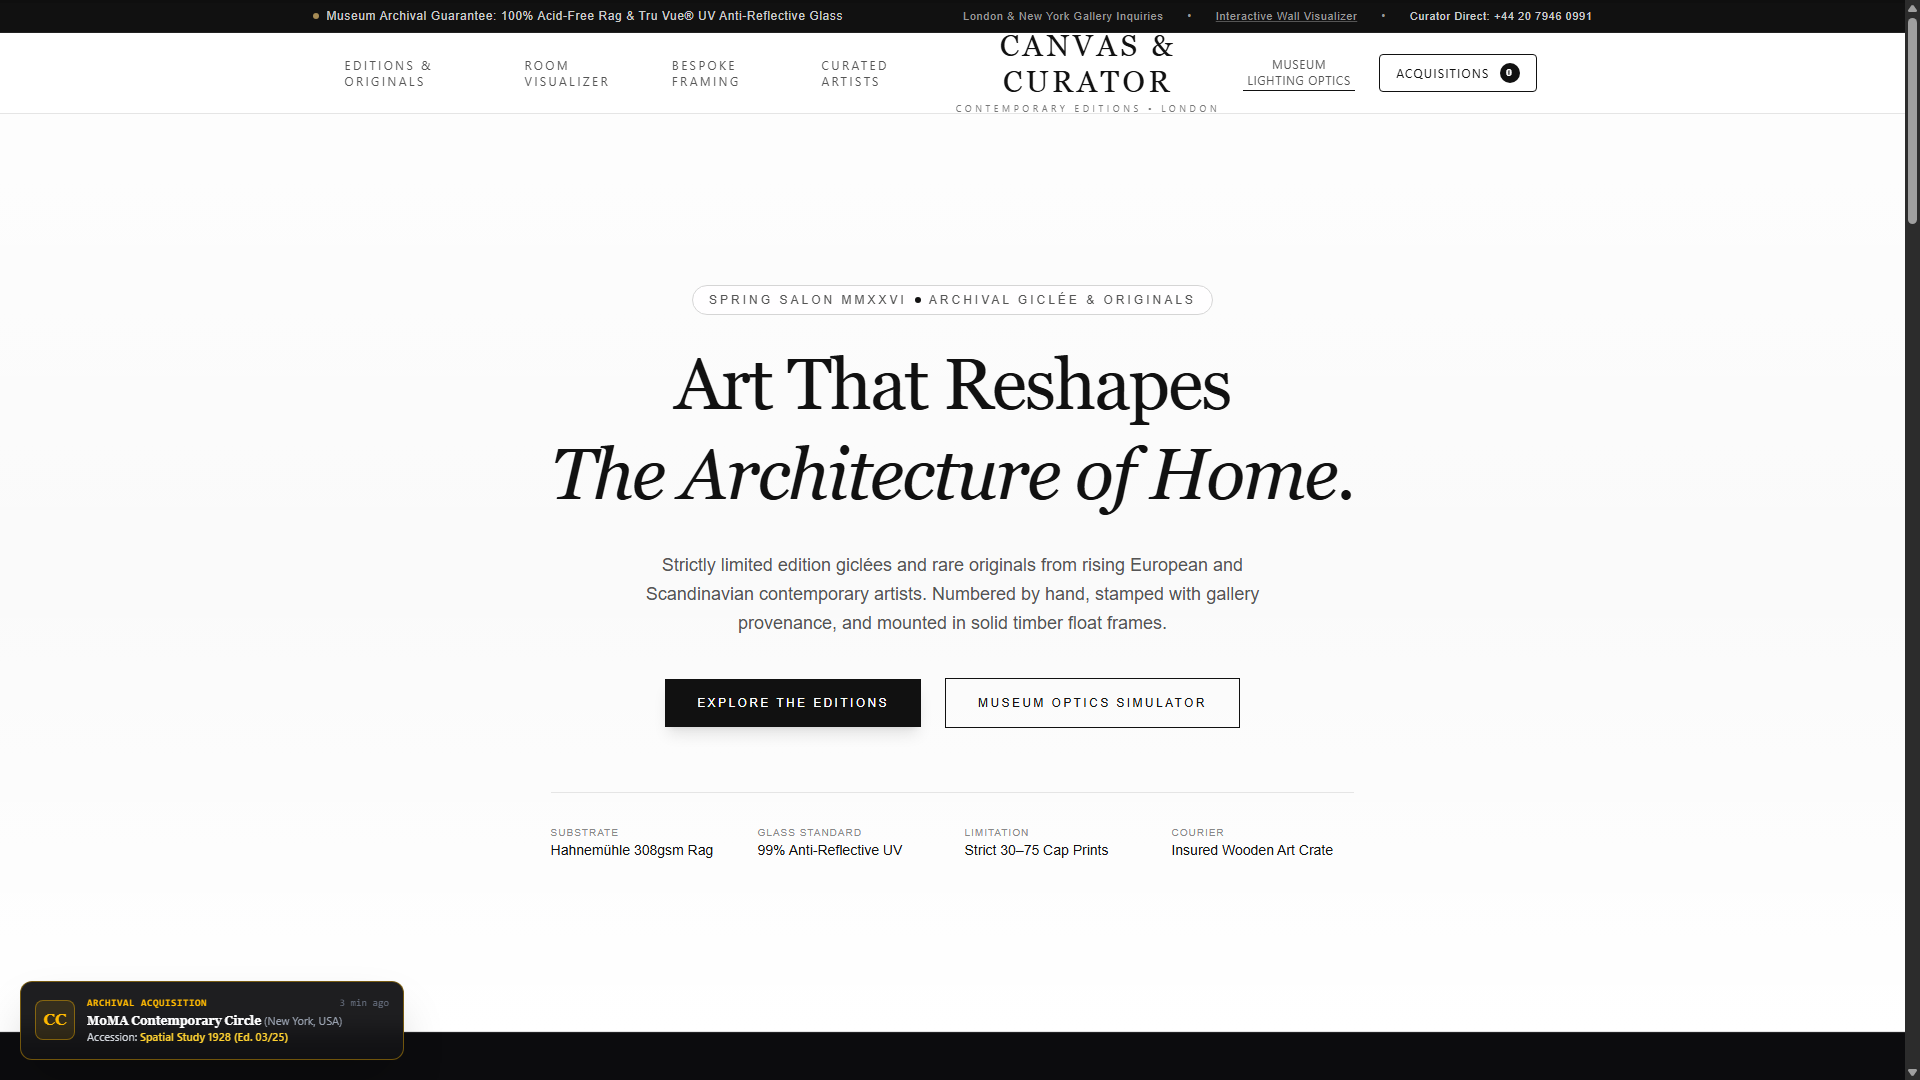 Museum Archival Guarantee: 100% Acid-Free Rag & Tru Vue® UV Anti-Reflective Glass
London & New York Gallery Inquiries • Interactive Wall Visualizer • Curator Direct: +44 20 7946 0991
EDITIONS &
ORIGINALS
ROOM
VISUALIZER
BESPOKE
FRAMING
CURATED
ARTISTS
CANVAS &
CURATOR
CONTEMPORARY EDITIONS • LONDON
MUSEUM
LIGHTING OPTICS
ACQUISITIONS 0
SPRING SALON MMXXVI • ARCHIVAL GICLÉE & ORIGINALS
Art That Reshapes
The Architecture of Home.
Strictly limited edition giclées and rare originals from rising European and
Scandinavian contemporary artists. Numbered by hand, stamped with gallery
provenance, and mounted in solid timber float frames.
EXPLORE THE EDITIONS
MUSEUM OPTICS SIMULATOR
SUBSTRATE
Hahnemühle 308gsm Rag
GLASS STANDARD
99% Anti-Reflective UV
LIMITATION
Strict 30–75 Cap Prints
COURIER
Insured Wooden Art Crate
CC
ARCHIVAL ACQUISITION 3 min ago
MoMA Contemporary Circle (New York, USA)
Accession: Spatial Study 1928 (Ed. 03/25)